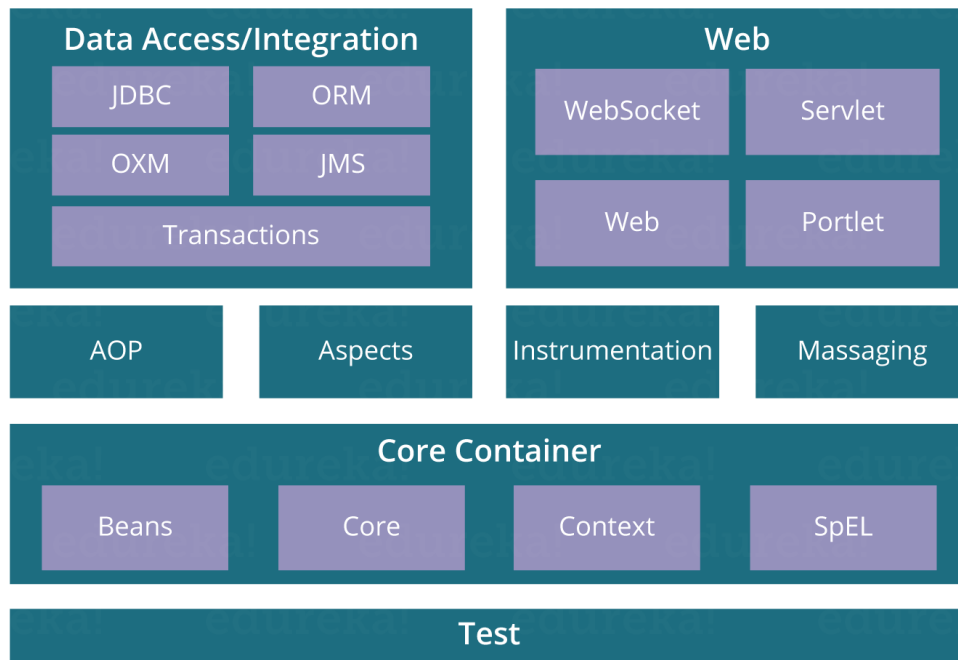 Data Access/Integration
JDBC
ORM
OXM
JMS
Transactions
Web
WebSocket
Servlet
Web
Portlet
AOP
Aspects
Instrumentation
Massaging
Core Container
Beans
Core
Context
SpEL
Test
edureka!